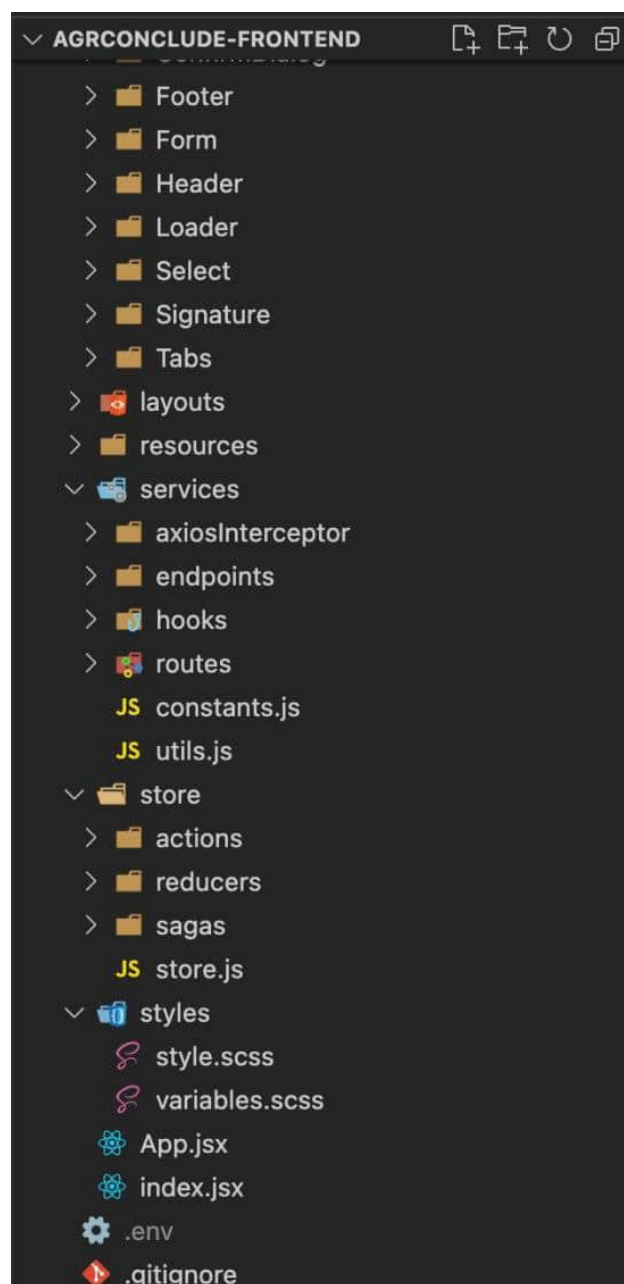 AGRCONCLUDE-FRONTEND
ConfirmDialog
Footer
Form
Header
Loader
Select
Signature
Tabs
layouts
resources
services
axiosInterceptor
endpoints
hooks
routes
JS constants.js
JS utils.js
store
actions
reducers
sagas
JS store.js
styles
style.scss
variables.scss
App.jsx
index.jsx
.env
.gitignore